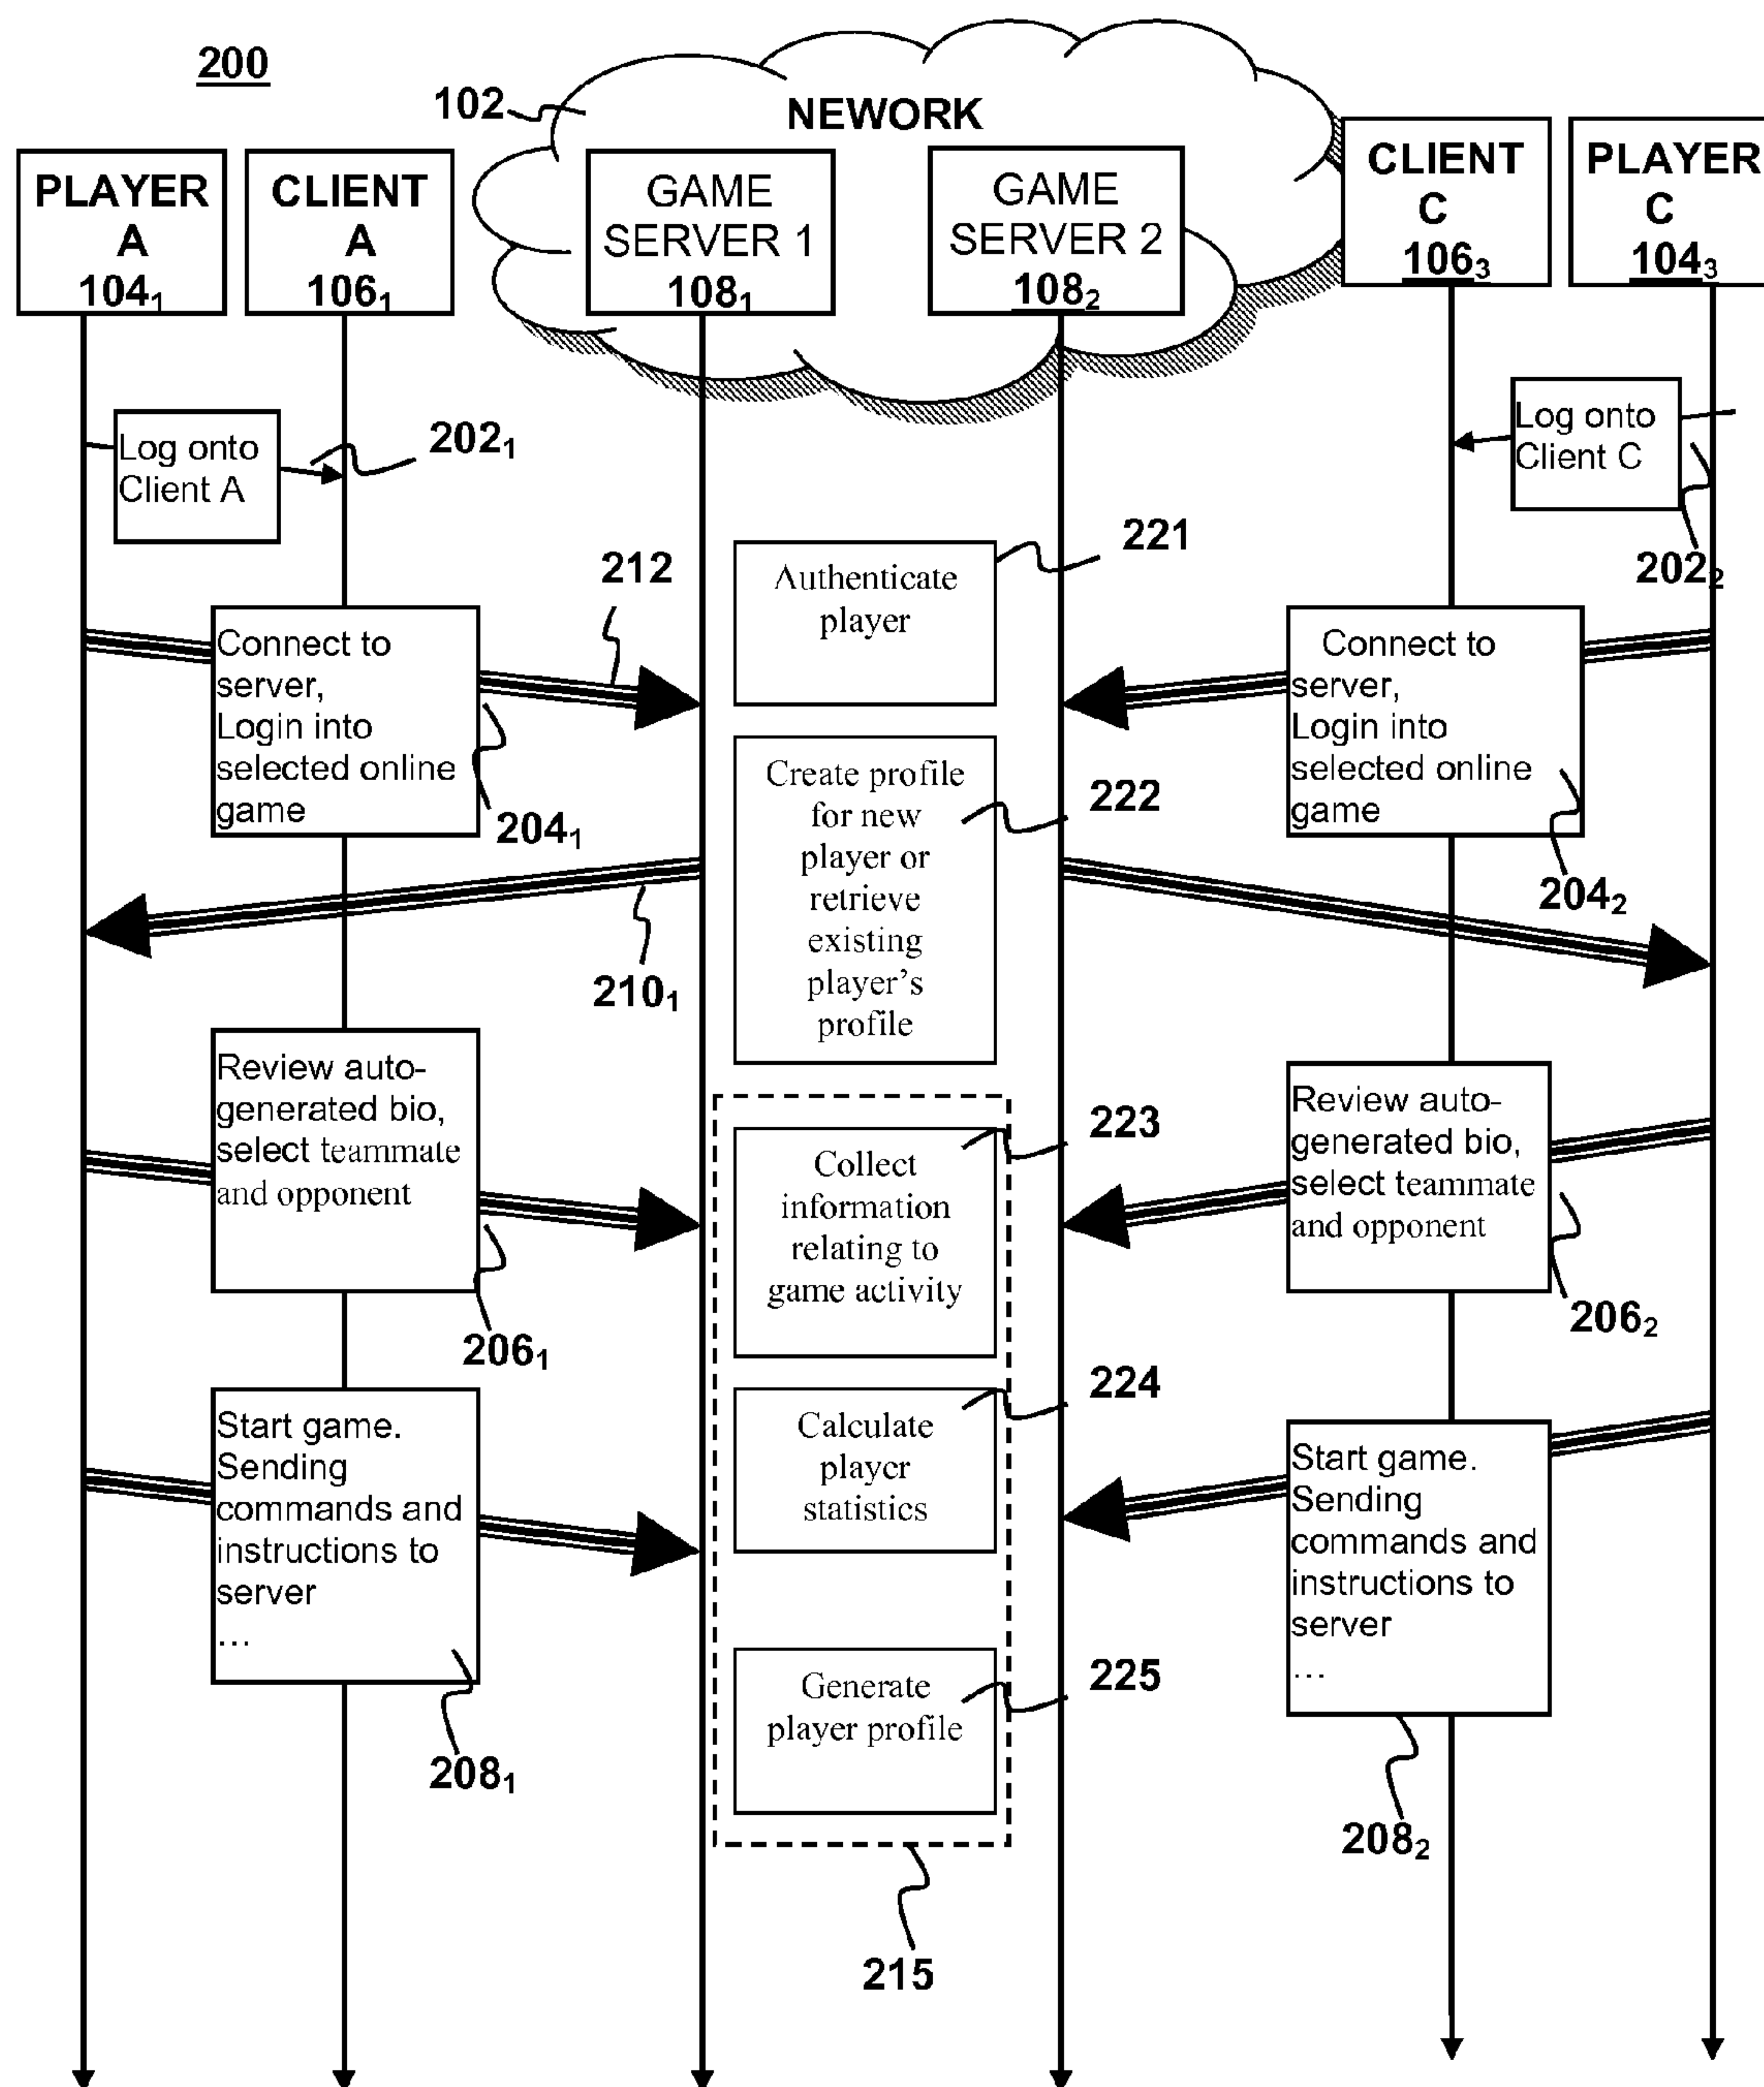 200
102
NEWORK
PLAYER
A
104₁
CLIENT
A
106₁
GAME
SERVER 1
108₁
GAME
SERVER 2
108₂
CLIENT
C
106₃
PLAYER
C
104₃
Log onto
Client A
202₁
Log onto
Client C
202₂
221
Authenticate
player
212
Connect to
server,
Login into
selected online
game
204₁
Connect to
server,
Login into
selected online
game
204₂
222
Create profile
for new
player or
retrieve
existing
player's
profile
210₁
Review auto-
generated bio,
select teammate
and opponent
206₁
223
Collect
information
relating to
game activity
Review auto-
generated bio,
select teammate
and opponent
206₂
224
Calculate
player
statistics
Start game.
Sending
commands and
instructions to
server
...
208₁
Start game.
Sending
commands and
instructions to
server
...
208₂
225
Generate
player profile
215